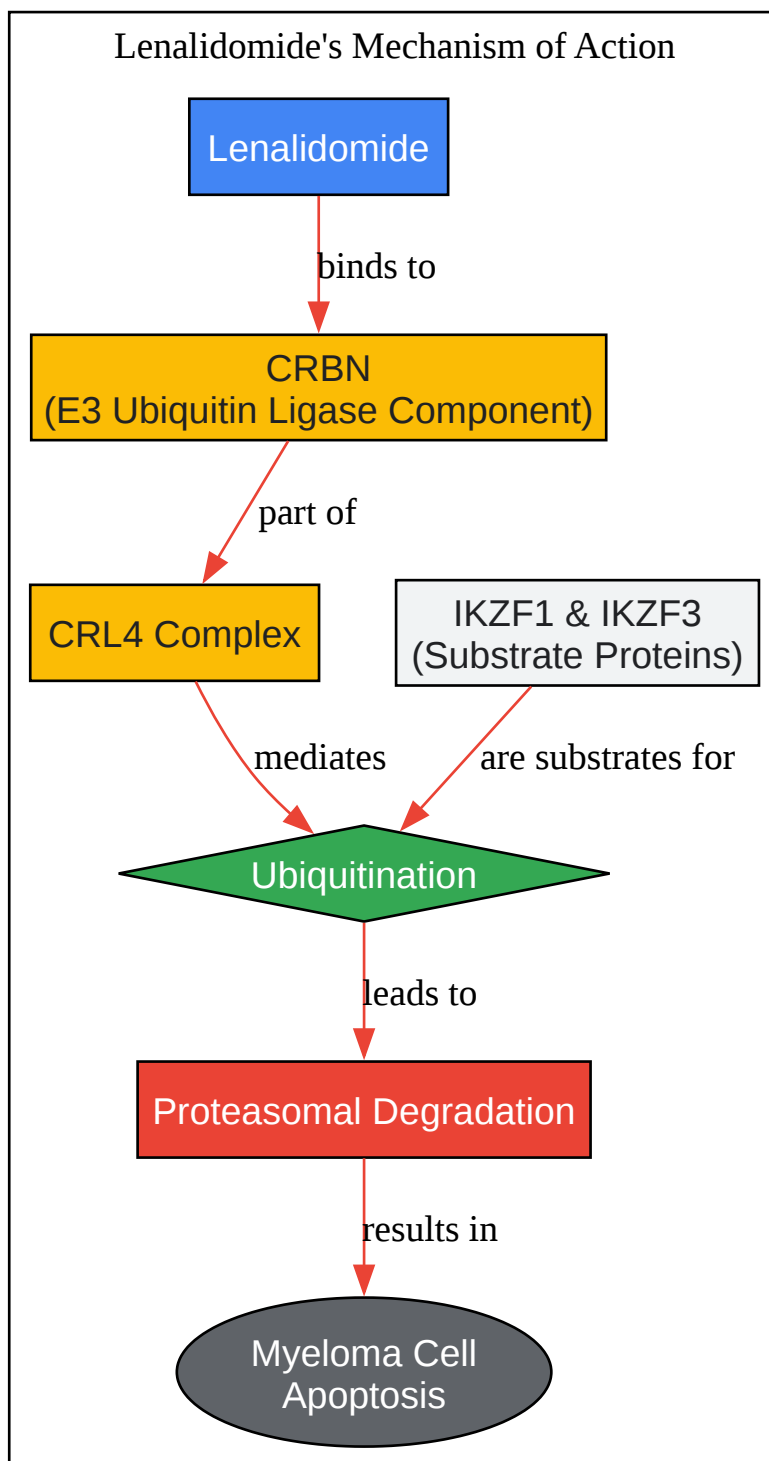 Lenalidomide's Mechanism of Action
Lenalidomide
binds to
CRBN
(E3 Ubiquitin Ligase Component)
part of
CRL4 Complex
IKZF1 & IKZF3
(Substrate Proteins)
mediates
are substrates for
Ubiquitination
leads to
Proteasomal Degradation
results in
Myeloma Cell
Apoptosis